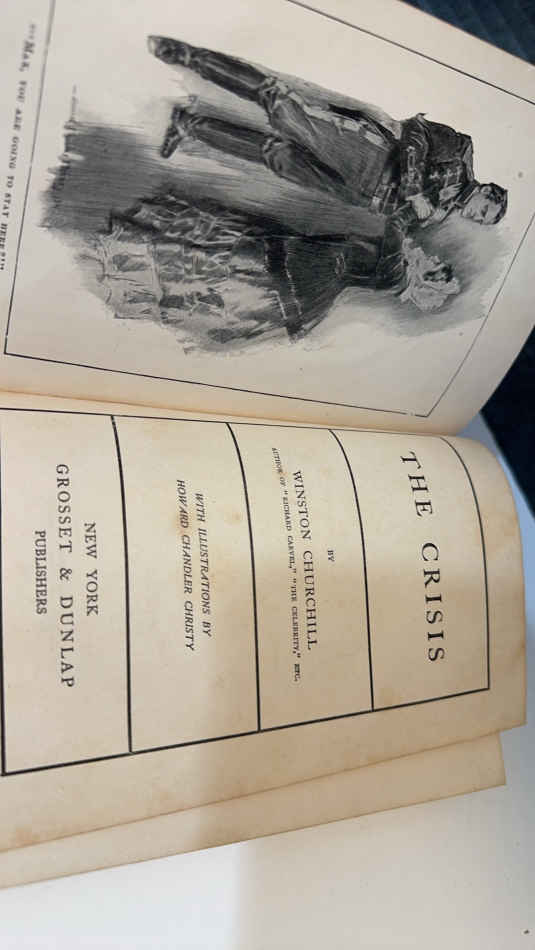 MAX, YOU ARE GOING TO STAY HERE?'"
THE CRISIS
BY
WINSTON CHURCHILL
AUTHOR OF "RICHARD CARVEL," "THE CELEBRITY," ETC.
WITH ILLUSTRATIONS BY
HOWARD CHANDLER CHRISTY
NEW YORK
GROSSET & DUNLAP
PUBLISHERS